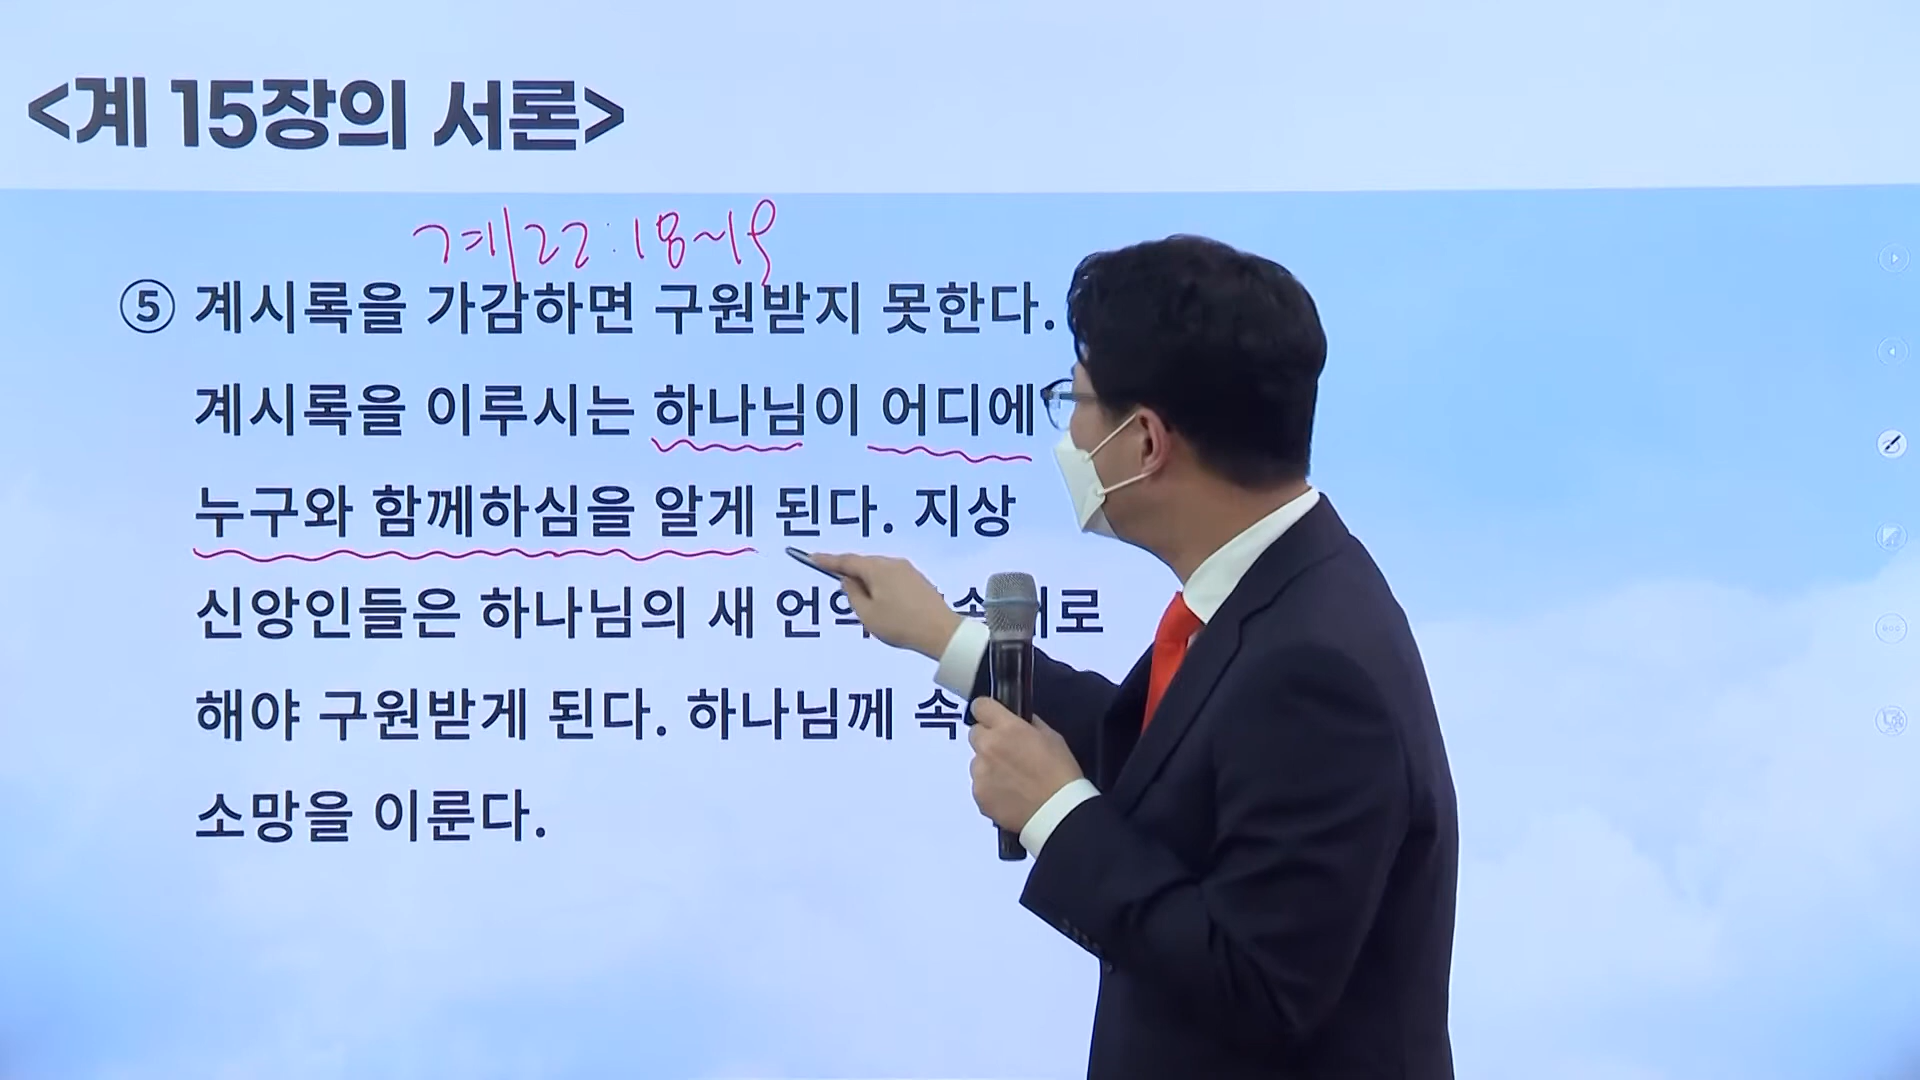 <계 15장의 서론>
계 22:18~19
⑤ 계시록을 가감하면 구원받지 못한다.
계시록을 이루시는 하나님이 어디에
누구와 함께하심을 알게 된다. 지상
신앙인들은 하나님의 새
해야 구원받게 된다. 하나님께
소망을 이룬다.